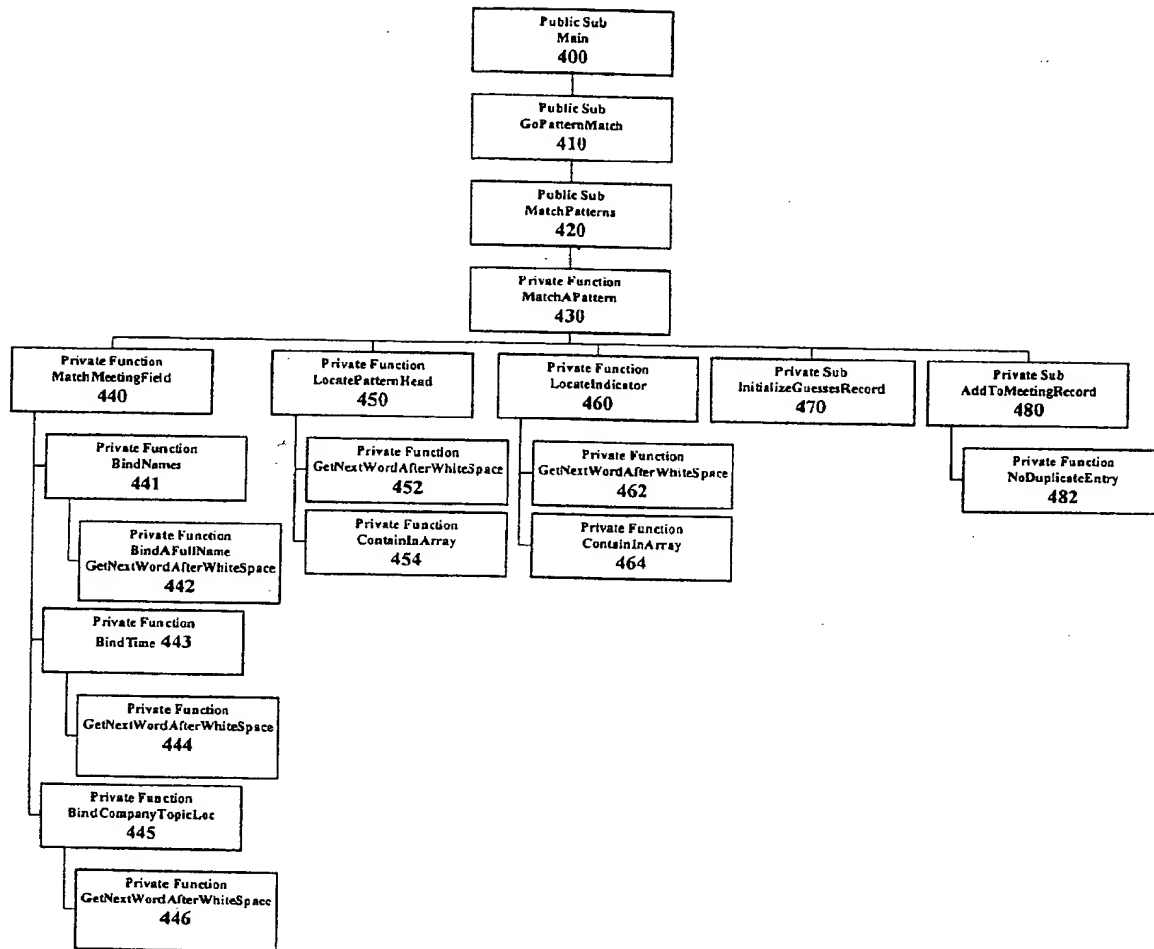 Public Sub
Main
400
Public Sub
GoPatternMatch
410
Public Sub
MatchPatterns
420
Private Function
MatchAPattern
430
Private Function
MatchMeetingField
440
Private Function
LocatePatternHead
450
Private Function
LocateIndicator
460
Private Sub
InitializeGuessesRecord
470
Private Sub
AddToMeetingRecord
480
Private Function
BindNames
441
Private Function
GetNextWordAfterWhiteSpace
452
Private Function
GetNextWordAfterWhiteSpace
462
Private Function
NoDuplicateEntry
482
Private Function
BindAFullName
GetNextWordAfterWhiteSpace
442
Private Function
ContainInArray
454
Private Function
ContainInArray
464
Private Function
BindTime 443
Private Function
GetNextWordAfterWhiteSpace
444
Private Function
BindCompanyTopicLoc
445
Private Function
GetNextWordAfterWhiteSpace
446